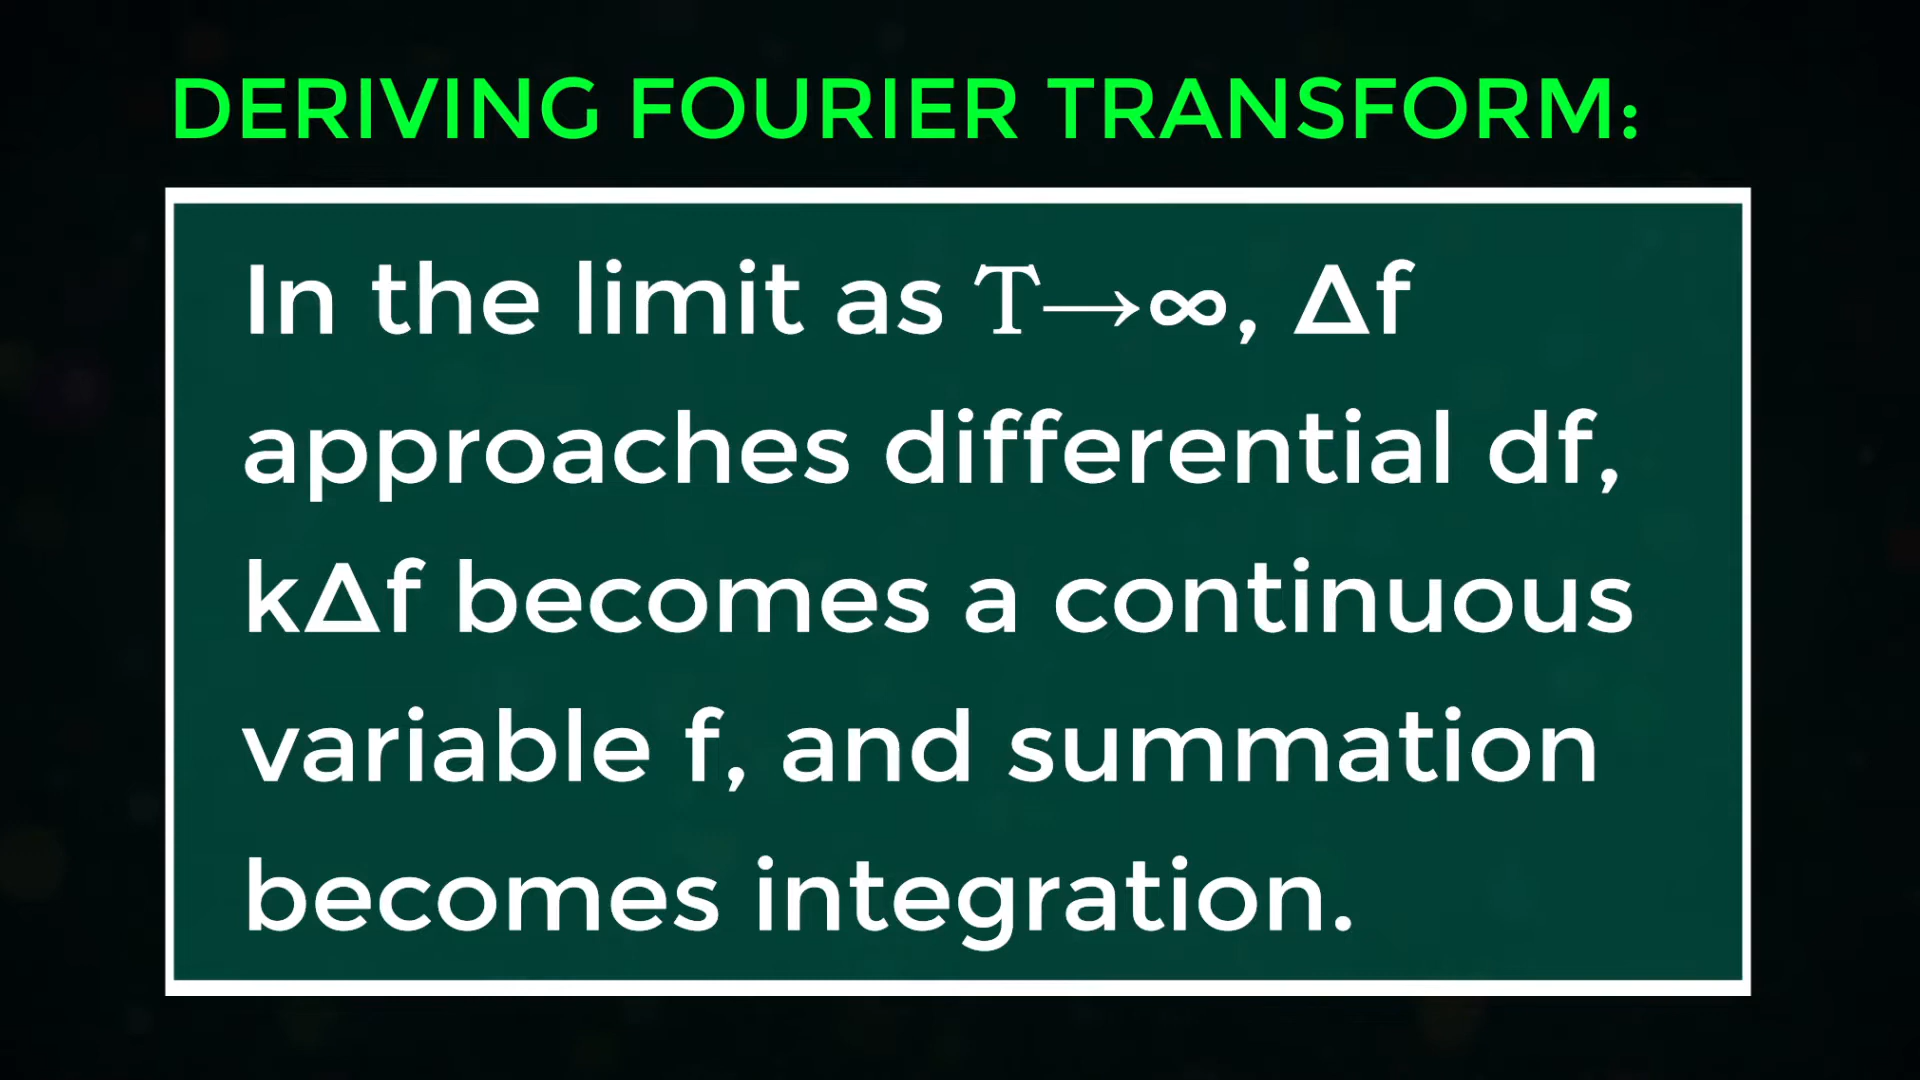 DERIVING FOURIER TRANSFORM:
In the limit as T→∞, Δf
approaches differential df,
kΔf becomes a continuous
variable f, and summation
becomes integration.